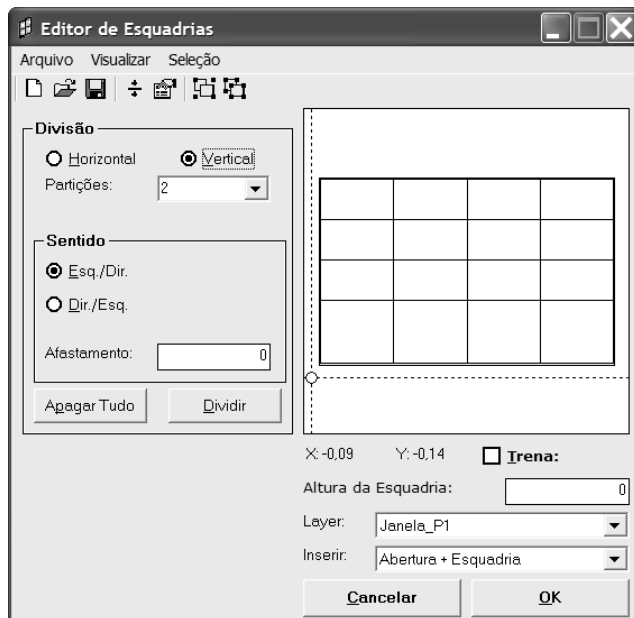 Editor de Esquadrias
Arquivo Visualizar Seleção
Divisão
Horizontal Vertical
Partições: 2
Sentido
Esq./Dir.
Dir./Esq.
Afastamento: 0
Apagar Tudo Dividir
X: -0,09 Y: -0,14 Trena:
Altura da Esquadria: 0
Layer: Janela_P1
Inserir: Abertura + Esquadria
Cancelar OK